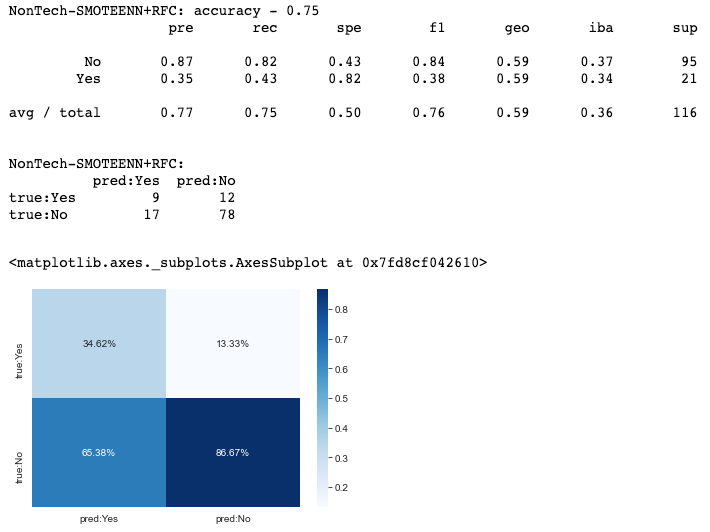 NonTech-SMOTEENN+RFC: accuracy - 0.75
pre rec spe f1 geo iba sup
No 0.87 0.82 0.43 0.84 0.59 0.37 95
Yes 0.35 0.43 0.82 0.38 0.59 0.34 21
avg / total 0.77 0.75 0.50 0.76 0.59 0.36 116
NonTech-SMOTEENN+RFC:
pred:Yes pred:No
true:Yes 9 12
true:No 17 78
<matplotlib.axes._subplots.AxesSubplot at 0x7fd8cf042610>
true:Yes
34.62% 13.33%
true:No
65.38% 86.67%
pred:Yes pred:No
0.8
0.7
0.6
0.5
0.4
0.3
0.2